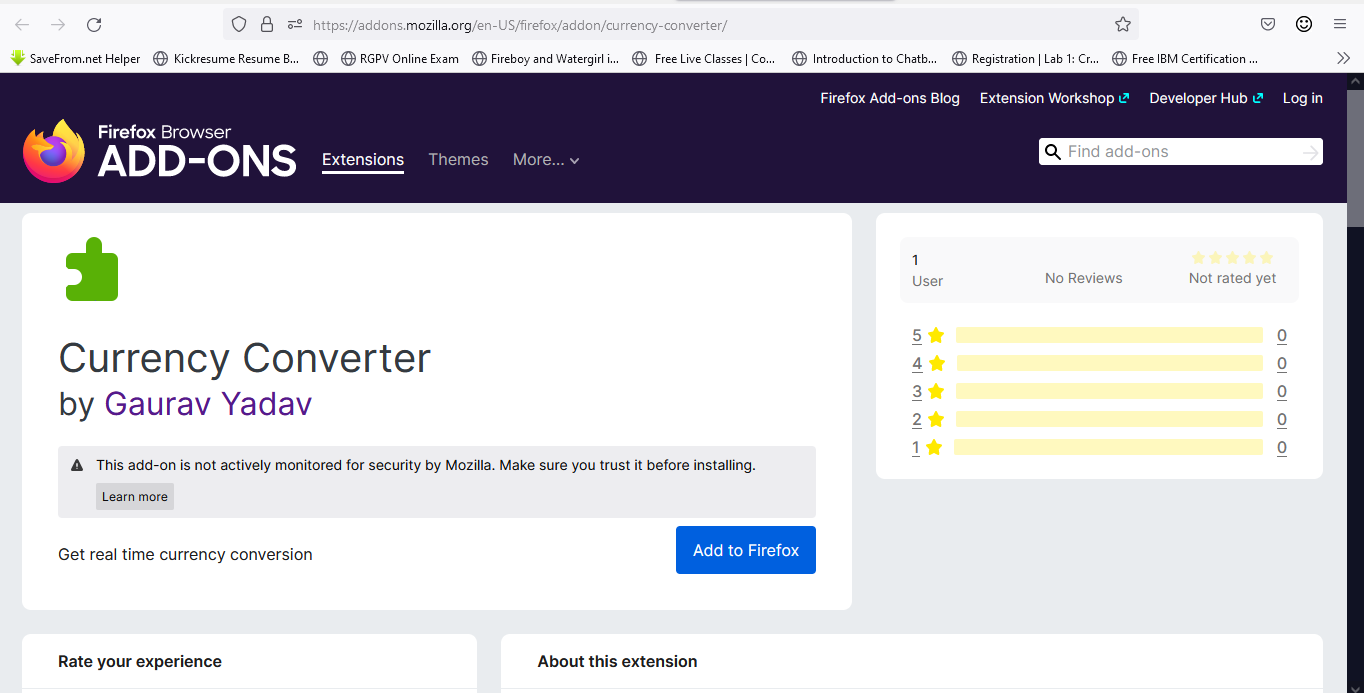 https://addons.mozilla.org/en-US/firefox/addon/currency-converter/
SaveFrom.net Helper Kickresume Resume B... RGPV Online Exam Fireboy and Watergirl i... Free Live Classes | Co... Introduction to Chatb... Registration | Lab 1: Cr... Free IBM Certification ...
Firefox Add-ons Blog Extension Workshop Developer Hub Log in
Firefox Browser
ADD-ONS
Extensions Themes More...
Find add-ons
Currency Converter
by Gaurav Yadav
This add-on is not actively monitored for security by Mozilla. Make sure you trust it before installing.
Learn more
Get real time currency conversion
Add to Firefox
1
User
No Reviews
Not rated yet
5 0
4 0
3 0
2 0
1 0
Rate your experience
About this extension